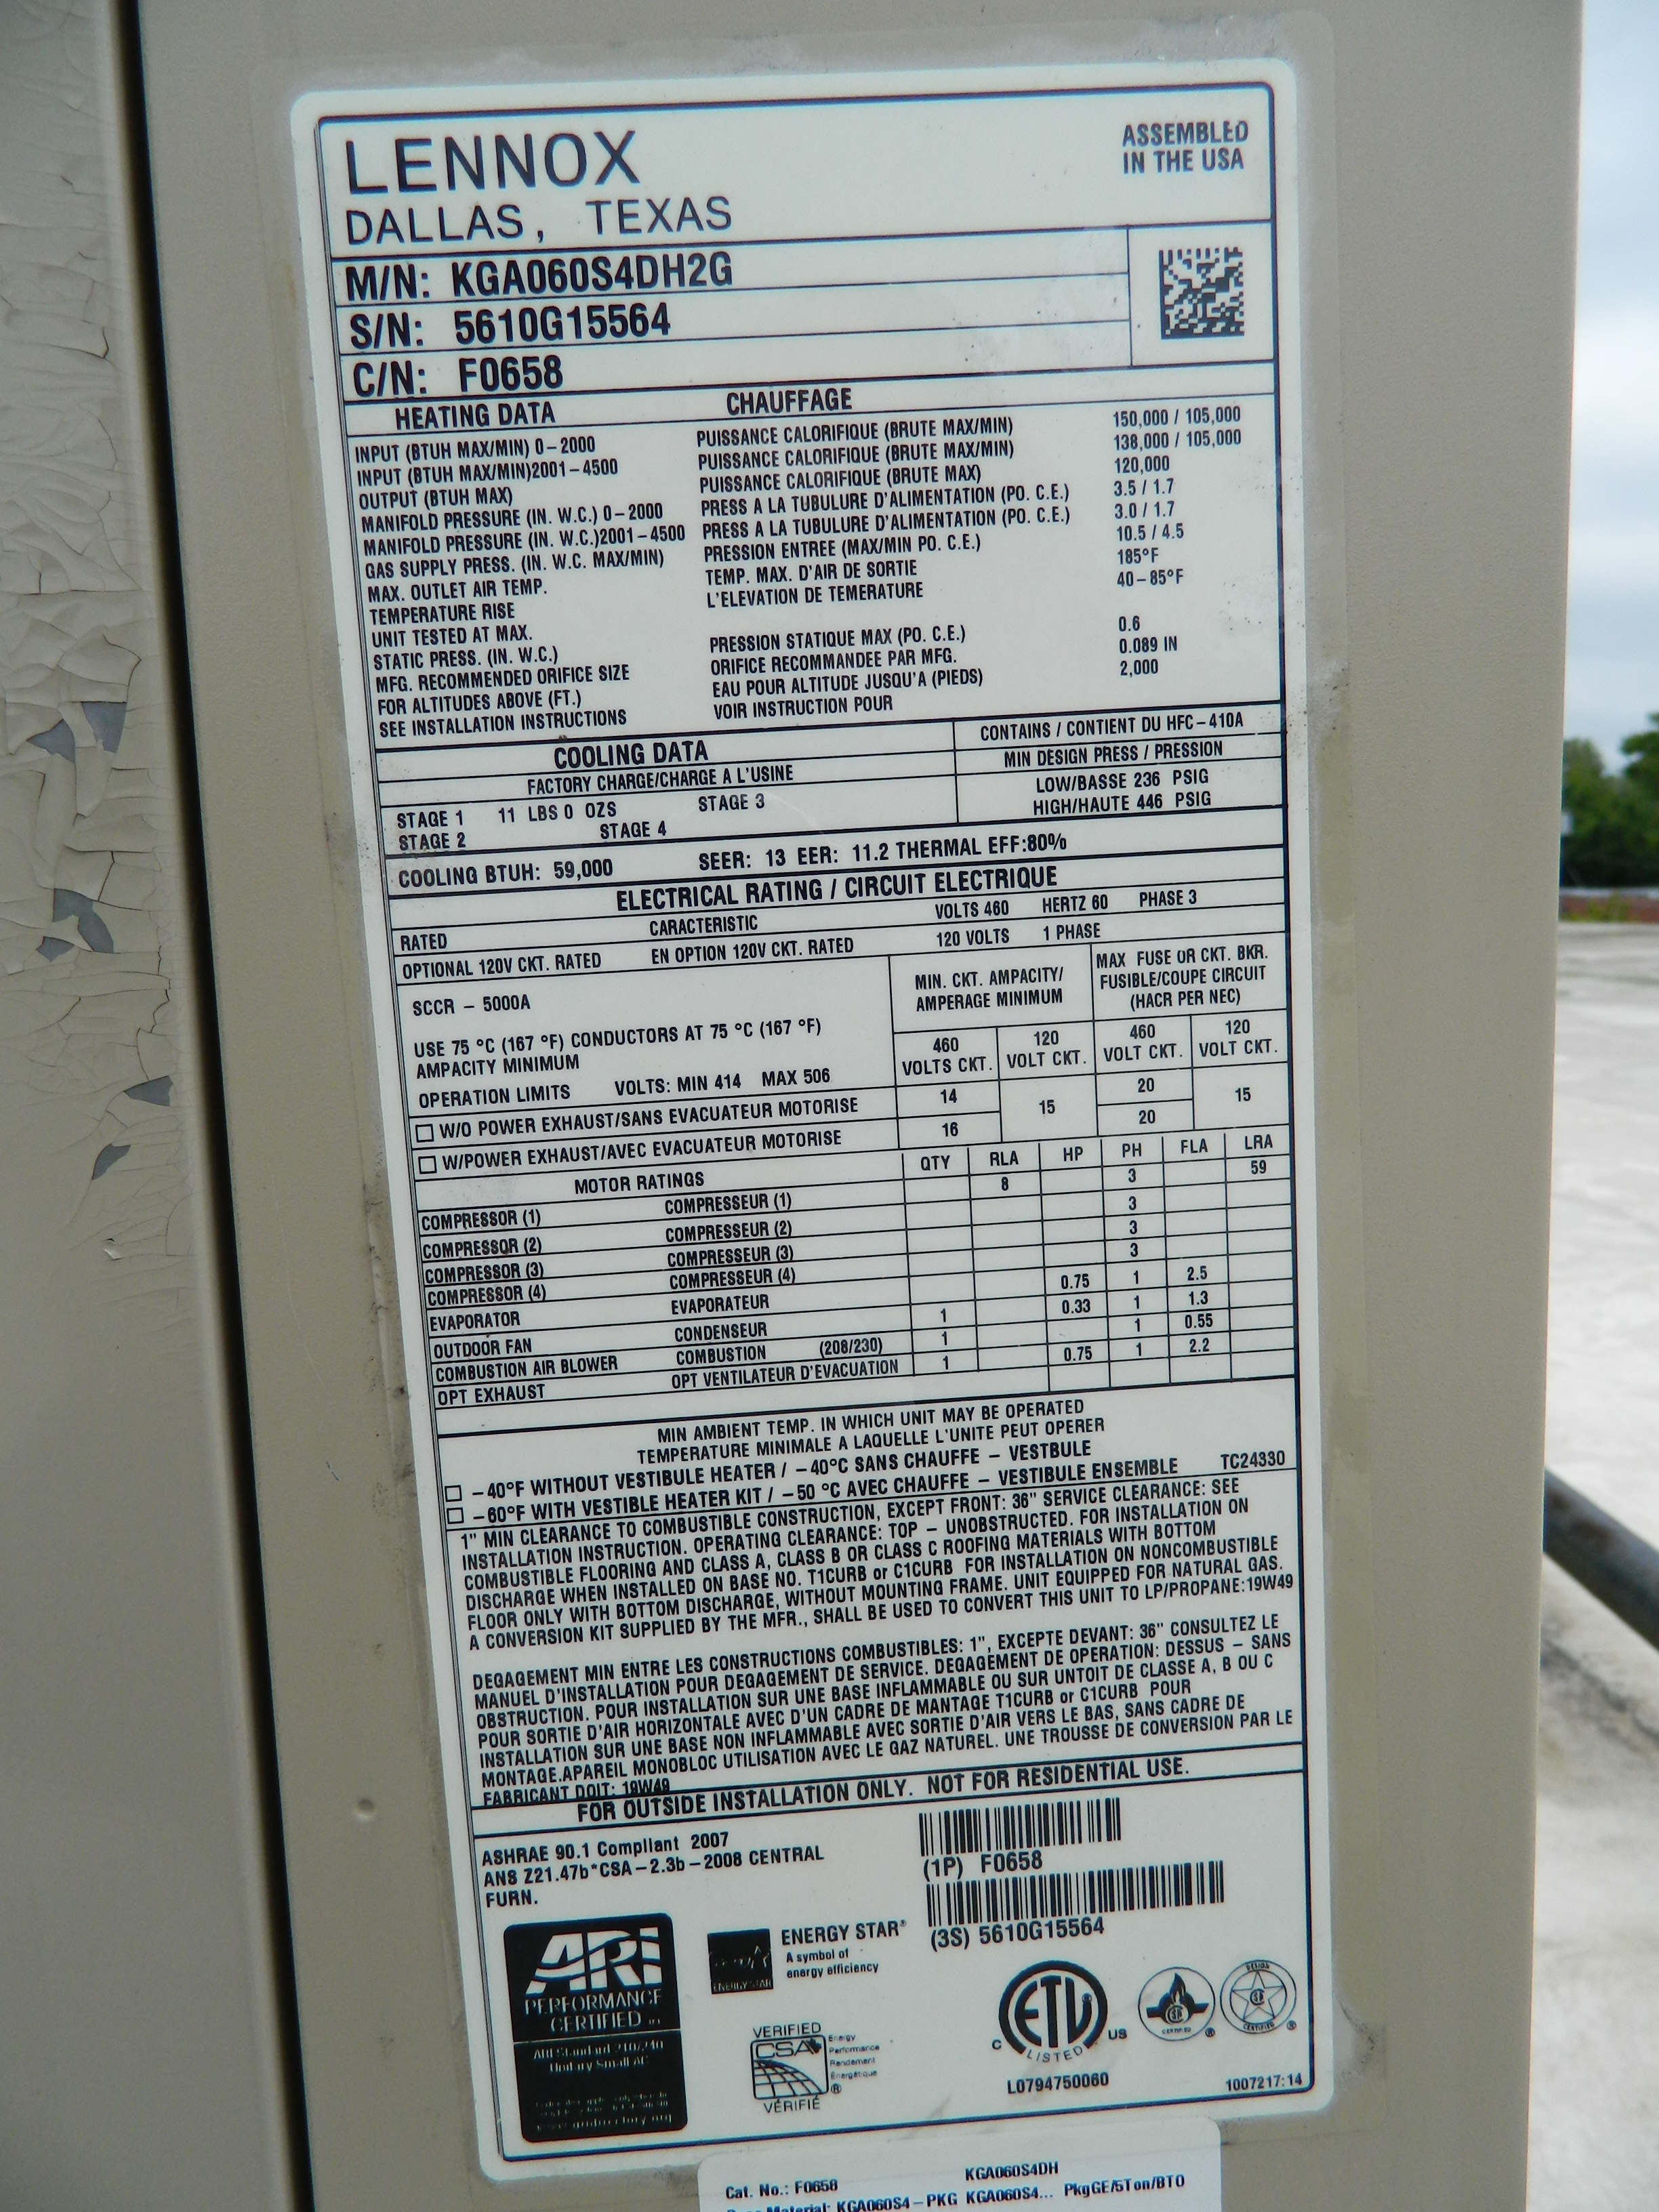 LENNOX
DALLAS, TEXAS
ASSEMBLED
IN THE USA
M/N: KGA060S4DH2G
S/N: 5610G15564
C/N: F0658
HEATING DATA CHAUFFAGE
INPUT (BTUH MAX/MIN) 0-2000 PUISSANCE CALORIFIQUE (BRUTE MAX/MIN) 150,000 / 105,000
INPUT (BTUH MAX/MIN)2001-4500 PUISSANCE CALORIFIQUE (BRUTE MAX/MIN) 138,000 / 105,000
OUTPUT (BTUH MAX) PUISSANCE CALORIFIQUE (BRUTE MAX) 120,000
MANIFOLD PRESSURE (IN. W.C.) 0-2000 PRESS A LA TUBULURE D'ALIMENTATION (PO. C.E.) 3.5 / 1.7
MANIFOLD PRESSURE (IN. W.C.)2001-4500 PRESS A LA TUBULURE D'ALIMENTATION (PO. C.E.) 3.0 / 1.7
GAS SUPPLY PRESS. (IN. W.C. MAX/MIN) PRESSION ENTREE (MAX/MIN PO. C.E.) 10.5 / 4.5
MAX. OUTLET AIR TEMP. TEMP. MAX. D'AIR DE SORTIE 185°F
TEMPERATURE RISE L'ELEVATION DE TEMERATURE 40-85°F
UNIT TESTED AT MAX.
STATIC PRESS. (IN. W.C.) PRESSION STATIQUE MAX (PO. C.E.) 0.6
MFG. RECOMMENDED ORIFICE SIZE ORIFICE RECOMMANDEE PAR MFG. 0.089 IN
FOR ALTITUDES ABOVE (FT.) EAU POUR ALTITUDE JUSQU'A (PIEDS) 2,000
SEE INSTALLATION INSTRUCTIONS VOIR INSTRUCTION POUR
COOLING DATA CONTAINS / CONTIENT DU HFC-410A
FACTORY CHARGE/CHARGE A L'USINE MIN DESIGN PRESS / PRESSION
STAGE 1 11 LBS 0 OZS STAGE 3 LOW/BASSE 236 PSIG
STAGE 2 STAGE 4 HIGH/HAUTE 446 PSIG
COOLING BTUH: 59,000 SEER: 13 EER: 11.2 THERMAL EFF:80%
ELECTRICAL RATING / CIRCUIT ELECTRIQUE
RATED CARACTERISTIC VOLTS 460 HERTZ 60 PHASE 3
OPTIONAL 120V CKT. RATED EN OPTION 120V CKT. RATED 120 VOLTS 1 PHASE
SCCR - 5000A
USE 75 °C (167 °F) CONDUCTORS AT 75 °C (167 °F)
AMPACITY MINIMUM
OPERATION LIMITS VOLTS: MIN 414 MAX 506
MIN. CKT. AMPACITY/
AMPERAGE MINIMUM
MAX FUSE OR CKT. BKR.
FUSIBLE/COUPE CIRCUIT
(HACR PER NEC)
460 120 460 120
VOLTS CKT. VOLT CKT. VOLT CKT. VOLT CKT.
W/O POWER EXHAUST/SANS EVACUATEUR MOTORISE 14 15 20 15
W/POWER EXHAUST/AVEC EVACUATEUR MOTORISE 16 20
MOTOR RATINGS QTY RLA HP PH FLA LRA
COMPRESSOR (1) COMPRESSEUR (1) 8 3 59
COMPRESSOR (2) COMPRESSEUR (2) 3
COMPRESSOR (3) COMPRESSEUR (3) 3
COMPRESSOR (4) COMPRESSEUR (4) 3
EVAPORATOR EVAPORATEUR 0.75 1 2.5
OUTDOOR FAN CONDENSEUR 1 0.33 1 1.3
COMBUSTION AIR BLOWER COMBUSTION (208/230) 1 1 0.55
OPT EXHAUST OPT VENTILATEUR D'EVACUATION 1 0.75 1 2.2
MIN AMBIENT TEMP. IN WHICH UNIT MAY BE OPERATED
TEMPERATURE MINIMALE A LAQUELLE L'UNITE PEUT OPERER
-40°F WITHOUT VESTIBULE HEATER / -40°C SANS CHAUFFE - VESTBULE
-60°F WITH VESTIBLE HEATER KIT / -50 °C AVEC CHAUFFE - VESTIBULE ENSEMBLE TC24330
1" MIN CLEARANCE TO COMBUSTIBLE CONSTRUCTION, EXCEPT FRONT: 36" SERVICE CLEARANCE: SEE
INSTALLATION INSTRUCTION. OPERATING CLEARANCE: TOP - UNOBSTRUCTED. FOR INSTALLATION ON
COMBUSTIBLE FLOORING AND CLASS A, CLASS B OR CLASS C ROOFING MATERIALS WITH BOTTOM
DISCHARGE WHEN INSTALLED ON BASE NO. T1CURB or C1CURB FOR INSTALLATION ON NONCOMBUSTIBLE
FLOOR ONLY WITH BOTTOM DISCHARGE, WITHOUT MOUNTING FRAME. UNIT EQUIPPED FOR NATURAL GAS.
A CONVERSION KIT SUPPLIED BY THE MFR., SHALL BE USED TO CONVERT THIS UNIT TO LP/PROPANE:19W49
DEGAGEMENT MIN ENTRE LES CONSTRUCTIONS COMBUSTIBLES: 1", EXCEPTE DEVANT: 36" CONSULTEZ LE
MANUEL D'INSTALLATION POUR DEGAGEMENT DE SERVICE. DEGAGEMENT DE OPERATION: DESSUS - SANS
OBSTRUCTION. POUR INSTALLATION SUR UNE BASE INFLAMMABLE OU SUR UNTOIT DE CLASSE A, B OU C
POUR SORTIE D'AIR HORIZONTALE AVEC D'UN CADRE DE MANTAGE T1CURB or C1CURB POUR
INSTALLATION SUR UNE BASE NON INFLAMMABLE AVEC SORTIE D'AIR VERS LE BAS, SANS CADRE DE
MONTAGE.APAREIL MONOBLOC UTILISATION AVEC LE GAZ NATUREL. UNE TROUSSE DE CONVERSION PAR LE
FABRICANT DOIT: 19W49
FOR OUTSIDE INSTALLATION ONLY. NOT FOR RESIDENTIAL USE.
ASHRAE 90.1 Compliant 2007
ANS Z21.47b*CSA-2.3b-2008 CENTRAL
FURN.
(1P) F0658
(3S) 5610G15564
ARI
PERFORMANCE
CERTIFIED
ARI Standard 210/240
Unitary Small AC
ENERGY STAR
ENERGY STAR®
A symbol of
energy efficiency
VERIFIED
CSA
Energy
Performance
Rendement
Énergétique
®
VÉRIFIÉ
ETL
C US
LISTED
L0794750060
CERTIFIED ®
DESIGN
CERTIFIED ®
1007217:14
KGA060S4DH
Cat. No.: F0658
Material: KGA060S4-PKG KGA060S4... PkgGE/5Ton/BTO